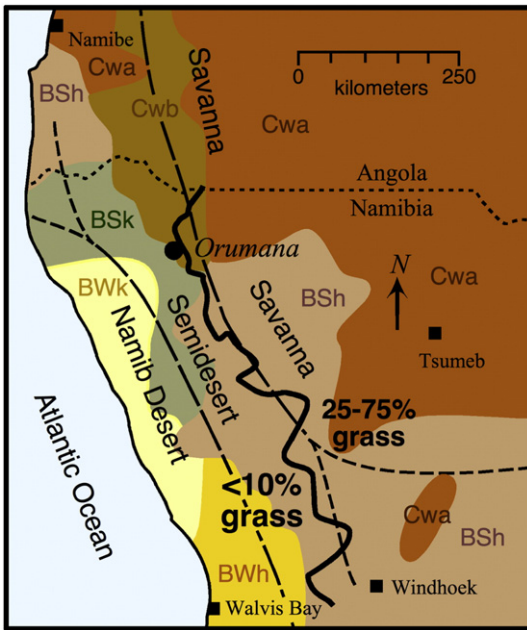 Namibe
Cwa
Savanna
0
250
kilometers
BSh
Cwb
Cwa
Angola
Namibia
BSk
Orumana
N
Cwa
BWk
Semidesert
Savanna
BSh
Namib Desert
Tsumeb
Atlantic Ocean
25-75%
grass
<10%
grass
Cwa
BSh
BWh
Windhoek
Walvis Bay